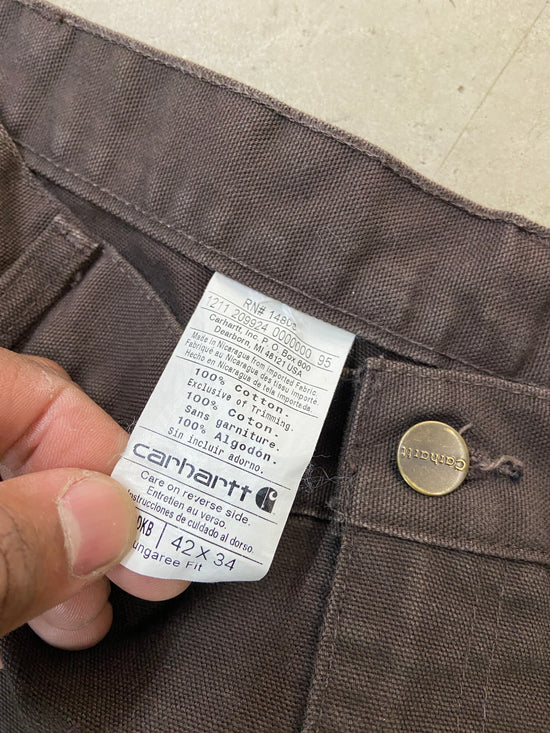 RN# 14806
1211 209924 0000000 95
Carhartt, Inc. P.O. Box 600
Dearborn, MI 48121 USA
Made in Nicaragua from Imported Fabric.
Fabriqué au Nicaragua des tissu importé.
Hecho en Nicaragua de tela importada.
100% Cotton.
Exclusive of Trimming.
100% Coton.
Sans garniture.
100% Algodón.
Sin incluir adorno.
carhartt
Care on reverse side.
Entretien au verso.
Instrucciones de cuidado al dorso.
DKB 42 X 34
ungaree Fit
Carhartt